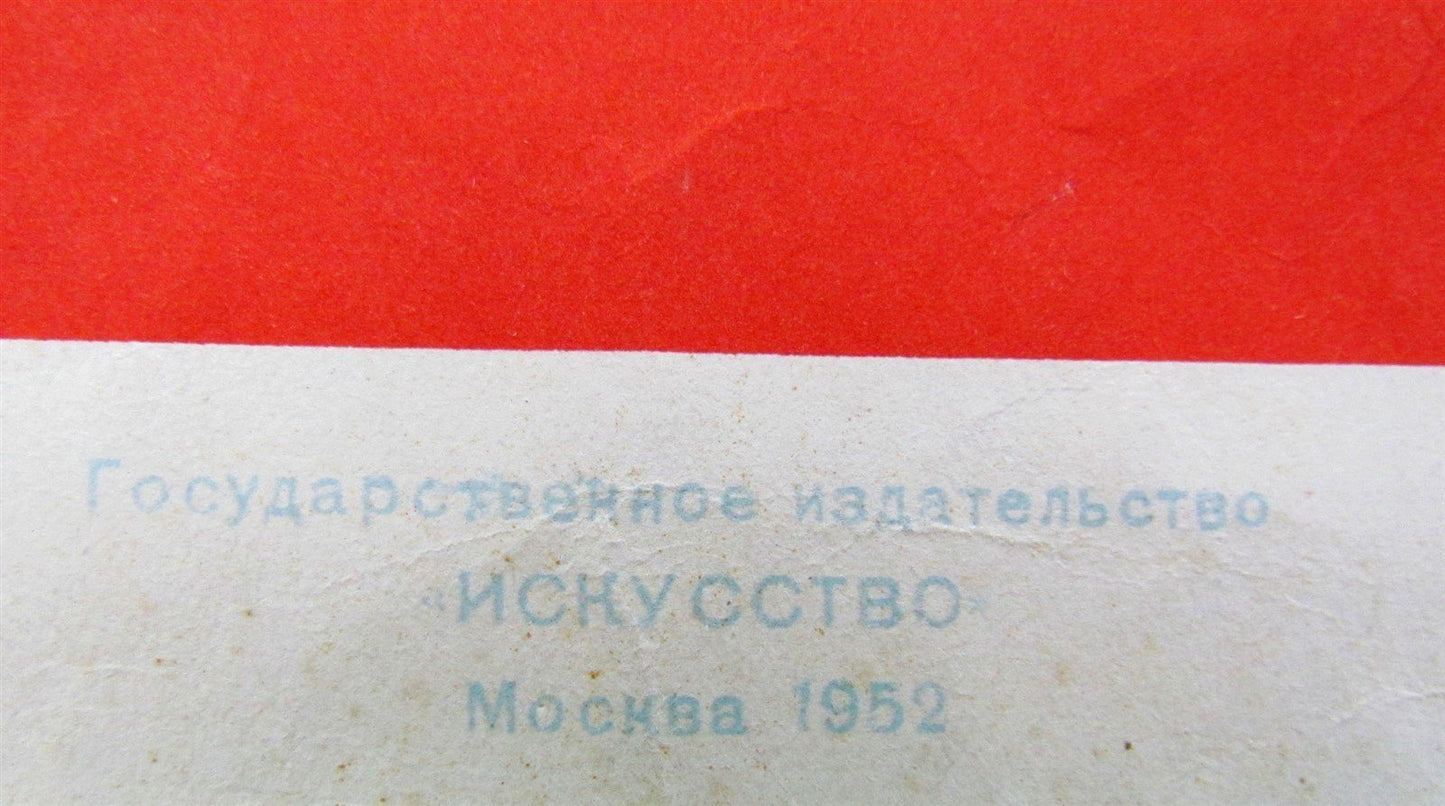 Государственное издательство
«ИСКУССТВО»
Москва 1952